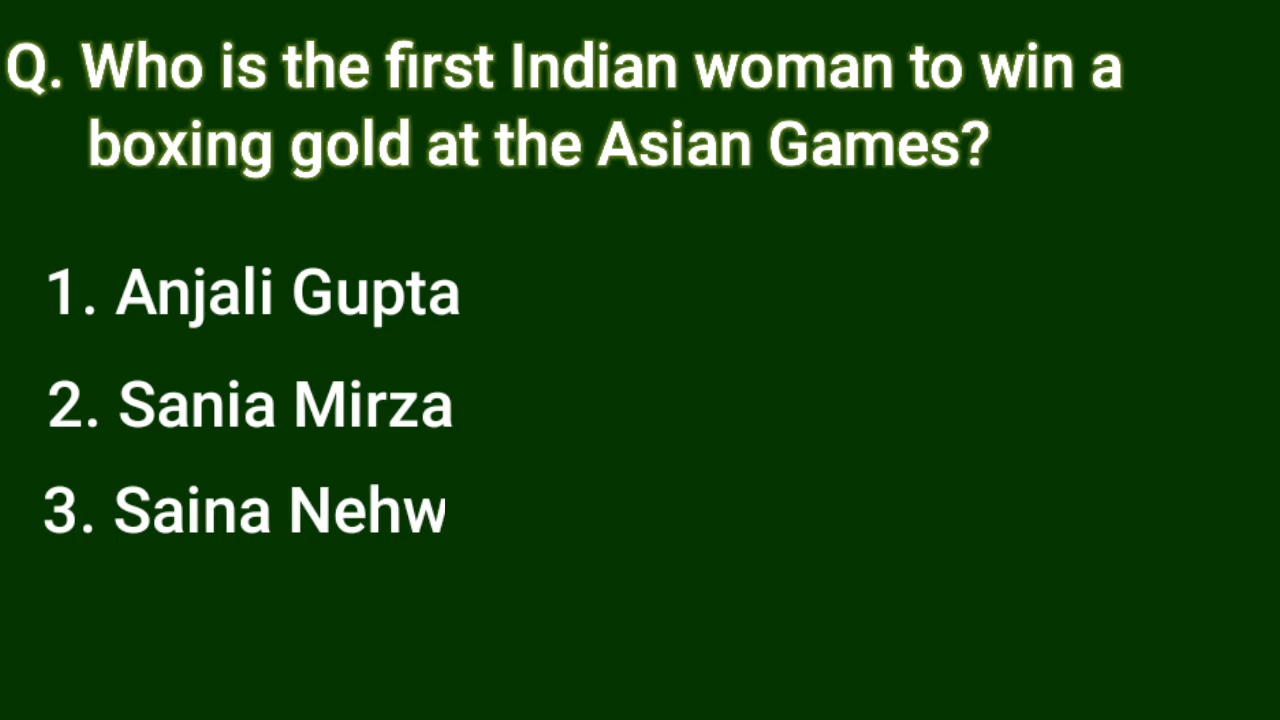 Q. Who is the first Indian woman to win a
boxing gold at the Asian Games?
1. Anjali Gupta
2. Sania Mirza
3. Saina Nehw